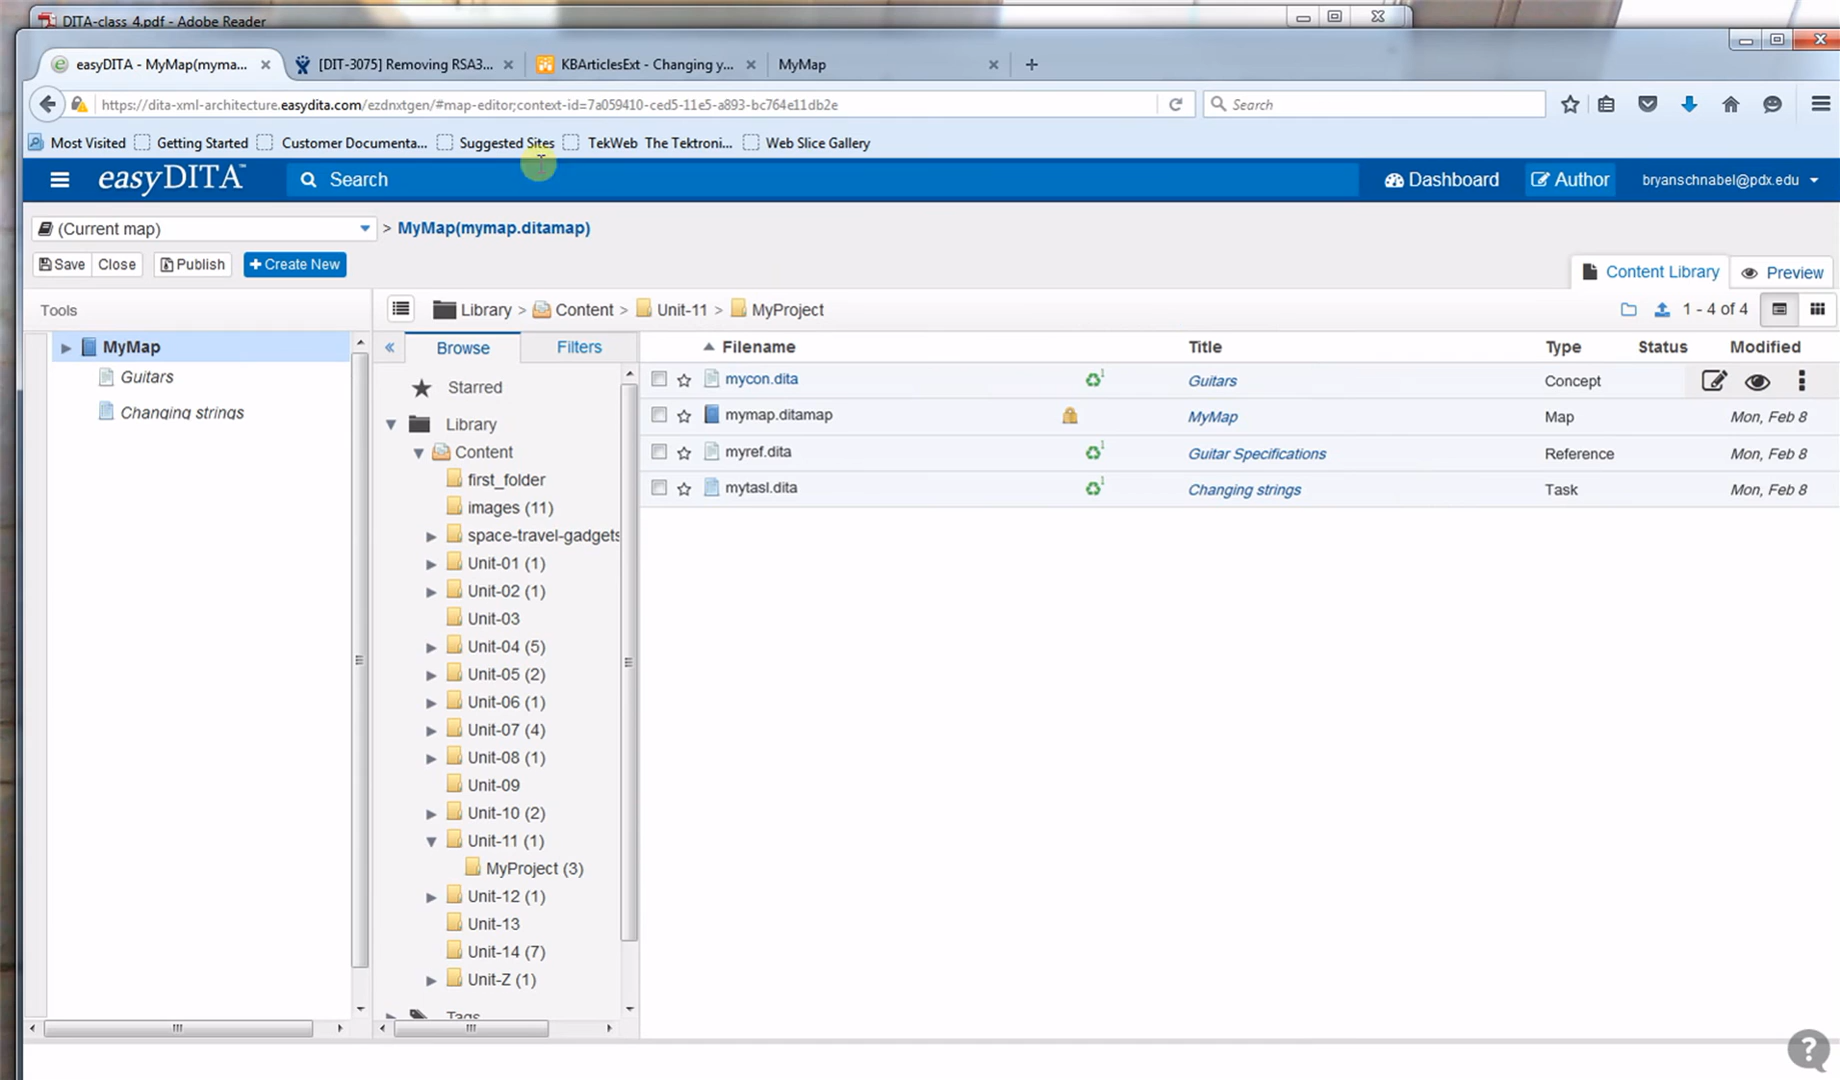 DITA-class_4.pdf - Adobe Reader
easyDITA - MyMap(myma...
[DIT-3075] Removing RSA3...
KBArticlesExt - Changing y...
MyMap
https://dita-xml-architecture.easydita.com/ezdnxtgen/#map-editor;context-id=7a059410-ced5-11e5-a893-bc764e11db2e
Search
Most Visited
Getting Started
Customer Documenta...
Suggested Sites
TekWeb The Tektroni...
Web Slice Gallery
easyDITA™
Search
Dashboard
Author
bryanschnabel@pdx.edu
(Current map)
> MyMap(mymap.ditamap)
Save
Close
Publish
+ Create New
Content Library
Preview
Tools
Library > Content > Unit-11 > MyProject
1 - 4 of 4
MyMap
Guitars
Changing strings
«
Browse
Filters
Starred
Library
Content
first_folder
images (11)
space-travel-gadgets
Unit-01 (1)
Unit-02 (1)
Unit-03
Unit-04 (5)
Unit-05 (2)
Unit-06 (1)
Unit-07 (4)
Unit-08 (1)
Unit-09
Unit-10 (2)
Unit-11 (1)
MyProject (3)
Unit-12 (1)
Unit-13
Unit-14 (7)
Unit-Z (1)
Tags
Filename Title Type Status Modified
mycon.dita 1 Guitars Concept
mymap.ditamap MyMap Map Mon, Feb 8
myref.dita 1 Guitar Specifications Reference Mon, Feb 8
mytasl.dita 1 Changing strings Task Mon, Feb 8
?